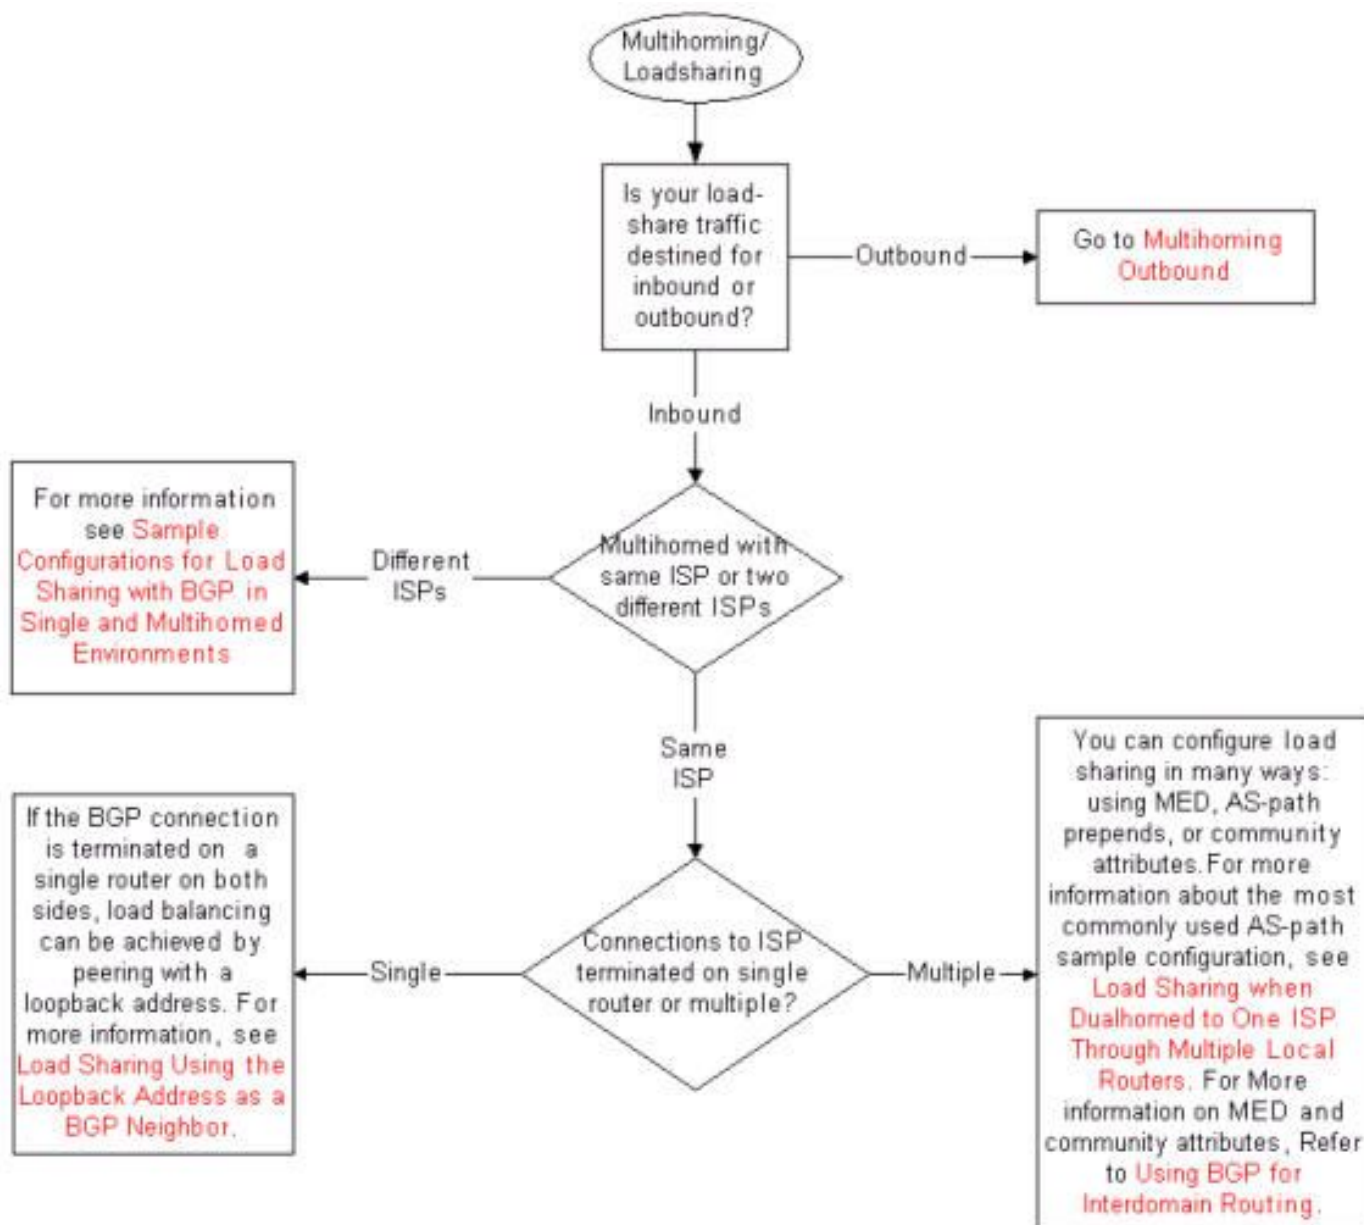 Multihoming/
Loadsharing
Is your load-
share traffic
destined for
inbound or
outbound?
Outbound
Go to Multihoming
Outbound
Inbound
For more information
see Sample
Configurations for Load
Sharing with BGP in
Single and Multihomed
Environments
Different
ISPs
Multihomed with
same ISP or two
different ISPs
Same
ISP
If the BGP connection
is terminated on a
single router on both
sides, load balancing
can be achieved by
peering with a
loopback address. For
more information, see
Load Sharing Using the
Loopback Address as a
BGP Neighbor.
Single
Connections to ISP
terminated on single
router or multiple?
Multiple
You can configure load
sharing in many ways:
using MED, AS-path
prepends, or community
attributes. For more
information about the most
commonly used AS-path
sample configuration, see
Load Sharing when
Dualhomed to One ISP
Through Multiple Local
Routers. For More
information on MED and
community attributes, Refer
to Using BGP for
Interdomain Routing.